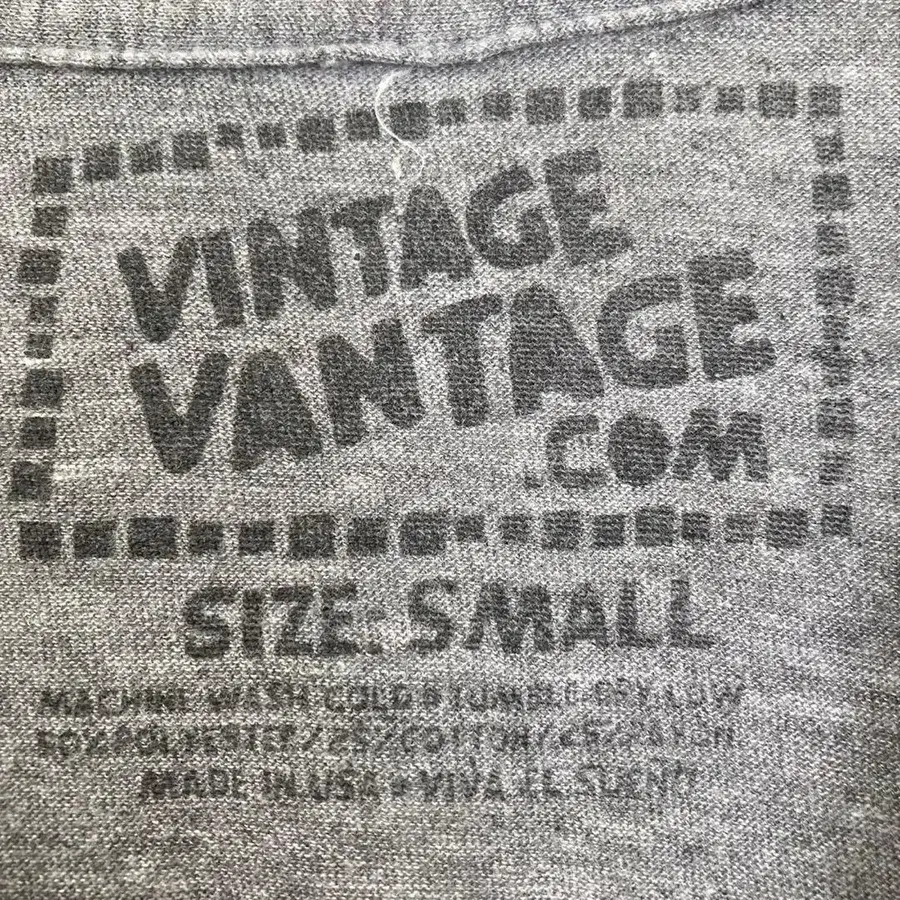 VINTAGE
VANTAGE
.COM
SIZE: SMALL
MACHINE WASH COLD & TUMBLE DRY LOW
50% POLYESTER/25% COTTON/25% RAYON
MADE IN USA • VIVA EL SUENO